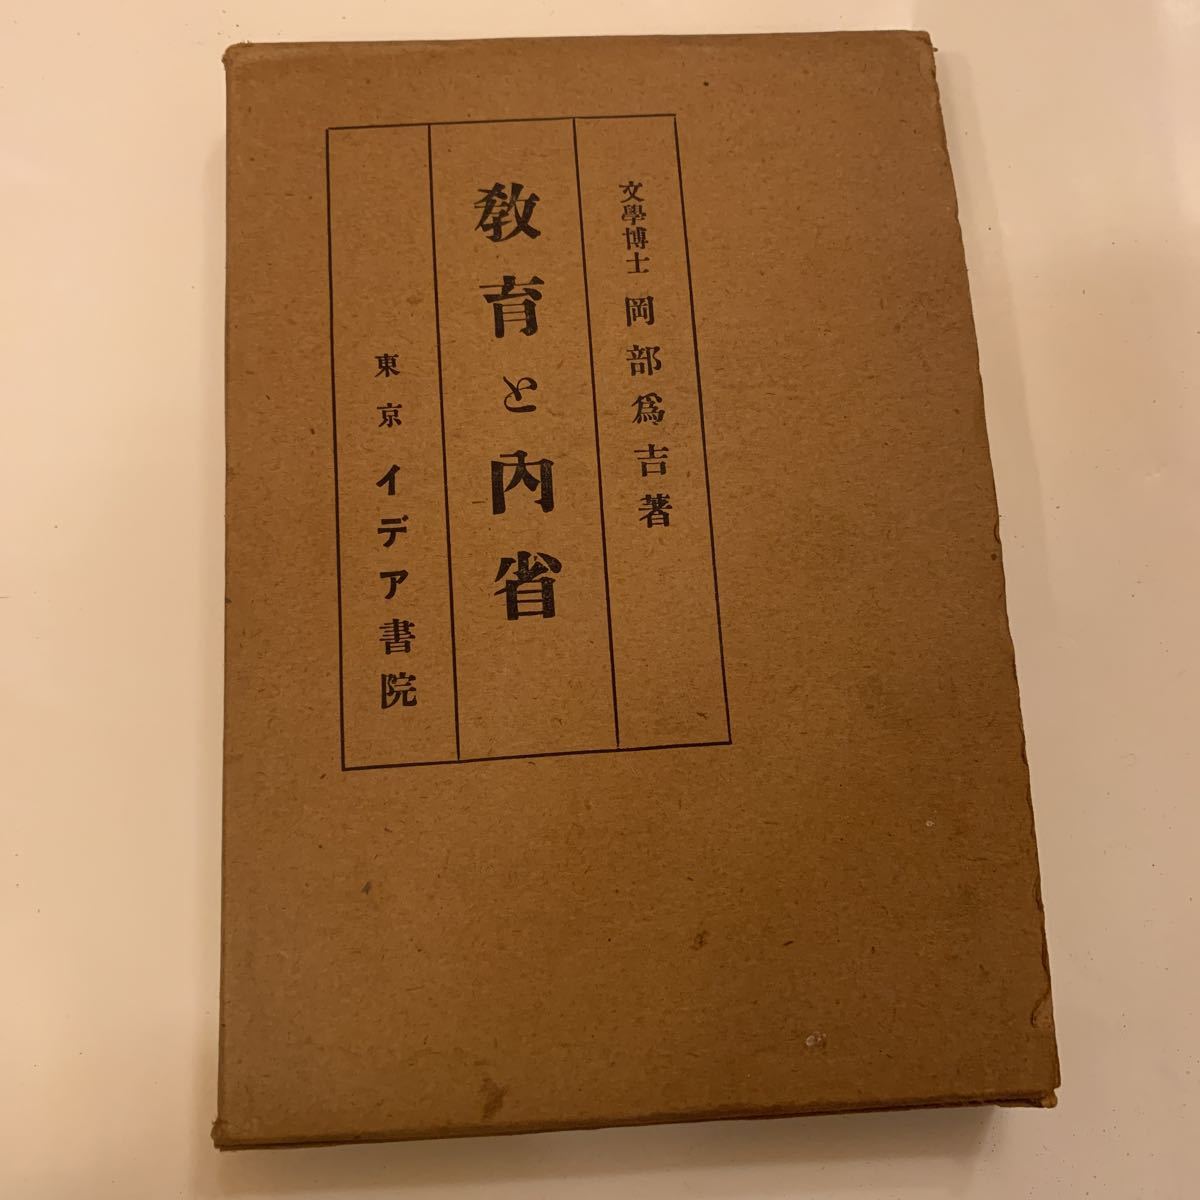 文學博士 岡部爲吉著
敎育と內省
東京 イデア書院